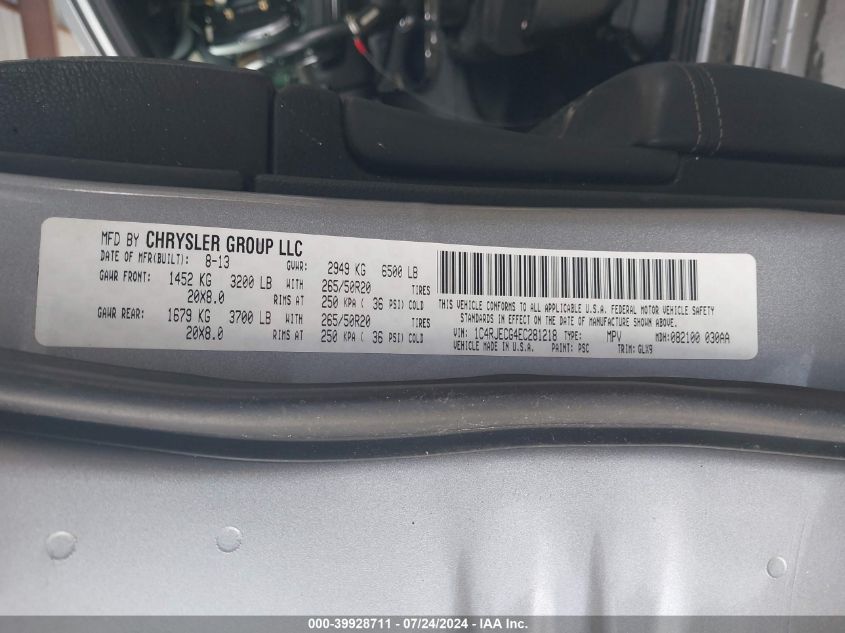 MFD BY CHRYSLER GROUP LLC
DATE OF MFR(BUILT): 8-13 GVWR: 2949 KG 6500 LB
GAWR FRONT: 1452 KG 3200 LB WITH 265/50R20 TIRES
20X8.0 RIMS AT 250 KPA ( 36 PSI) COLD
GAWR REAR: 1679 KG 3700 LB WITH 265/50R20 TIRES
20X8.0 RIMS AT 250 KPA ( 36 PSI) COLD
THIS VEHICLE CONFORMS TO ALL APPLICABLE U.S.A. FEDERAL MOTOR VEHICLE SAFETY
STANDARDS IN EFFECT ON THE DATE OF MANUFACTURE SHOWN ABOVE.
VIN: 1C4RJECG4EC281218 TYPE: MPV MDH: 082100 030AA
VEHICLE MADE IN U.S.A. PAINT: PSC TRIM: GLX9
000-39928711 - 07/24/2024 - IAA Inc.